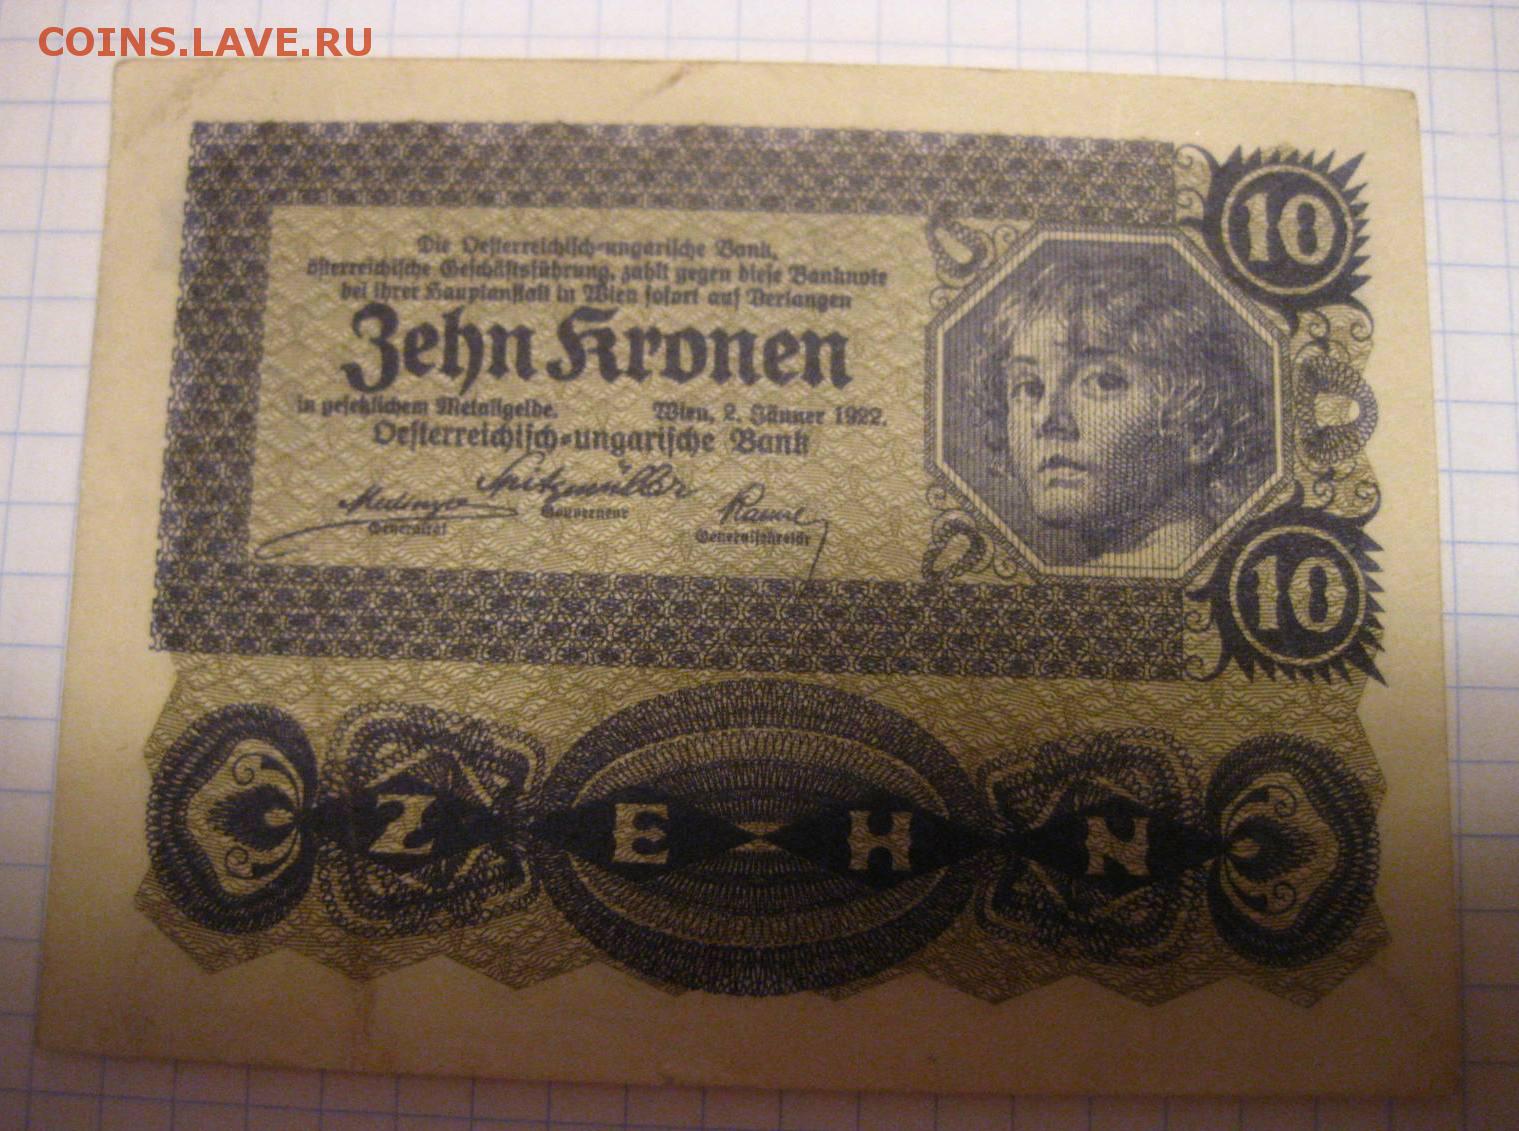 COINS.LAVE.RU
Die Oesterreichisch-ungarische Bank,
österreichische Geschäftsführung, zahlt gegen diese Banknote
bei ihrer Hauptanstalt in Wien sofort auf Verlangen
Zehn Kronen
in gesetzlichem Metallgelde. Wien, 2. Jänner 1922.
Oesterreichisch-ungarische Bank
Spitzmüller
Gouverneur
Generalrat
Generalsekretär
10
10
Z E H N